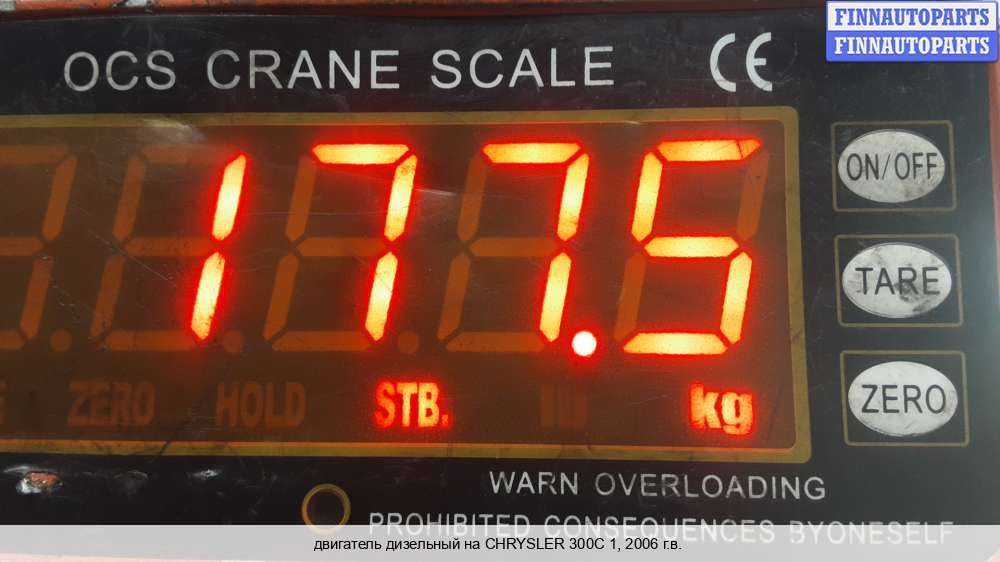 FINNAUTOPARTS
FINNAUTOPARTS
OCS CRANE SCALE CE
177.5
ON/OFF
TARE
ZERO
ZERO HOLD STB. lb kg
WARN OVERLOADING
PROHIBITED CONSEQUENCES BYONESELF
двигатель дизельный на CHRYSLER 300C 1, 2006 г.в.